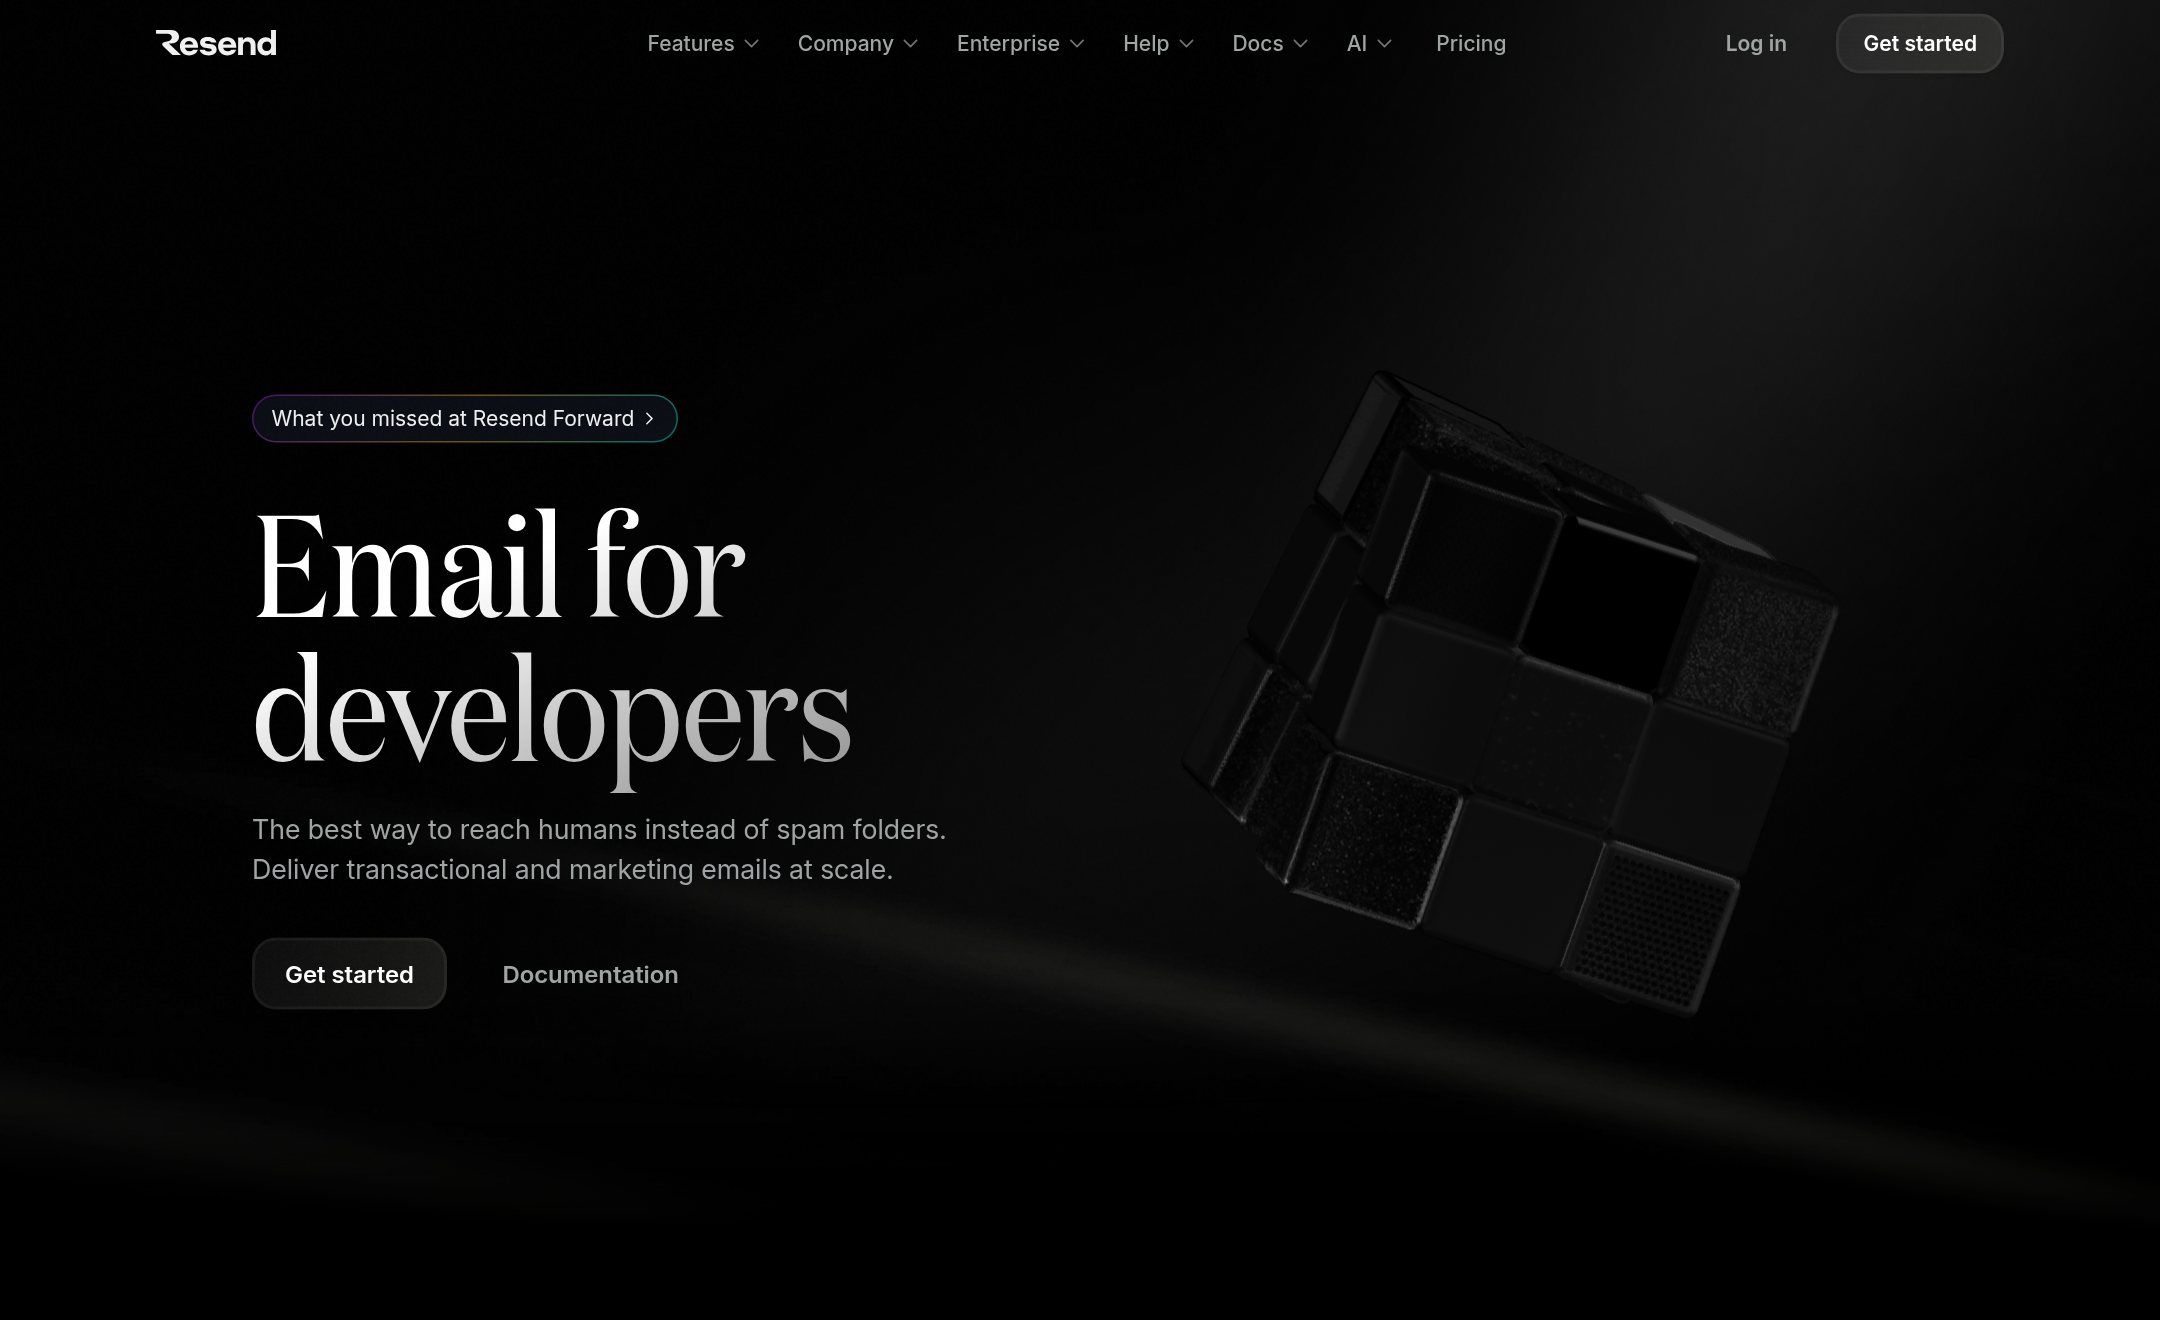 Resend
Features
Company
Enterprise
Help
Docs
AI
Pricing
Log in
Get started
What you missed at Resend Forward
Email for
developers
The best way to reach humans instead of spam folders.
Deliver transactional and marketing emails at scale.
Get started
Documentation